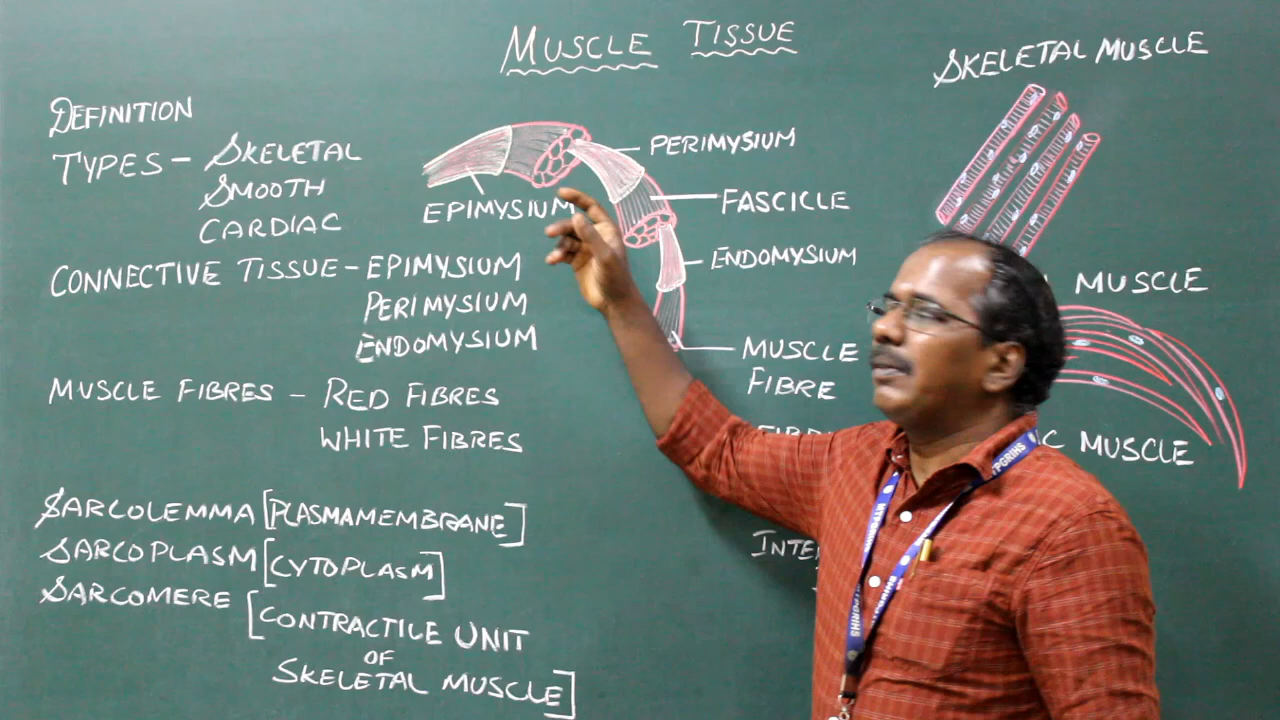 MUSCLE TISSUE
DEFINITION
TYPES - SKELETAL
SMOOTH
CARDIAC
CONNECTIVE TISSUE - EPIMYSIUM
PERIMYSIUM
ENDOMYSIUM
MUSCLE FIBRES - RED FIBRES
WHITE FIBRES
SARCOLEMMA [PLASMAMEMBRANE]
SARCOPLASM [CYTOPLASM]
SARCOMERE [CONTRACTILE UNIT
OF
SKELETAL MUSCLE]
EPIMYSIUM
PERIMYSIUM
FASCICLE
ENDOMYSIUM
MUSCLE
FIBRE
SKELETAL MUSCLE
MUSCLE
MUSCLE